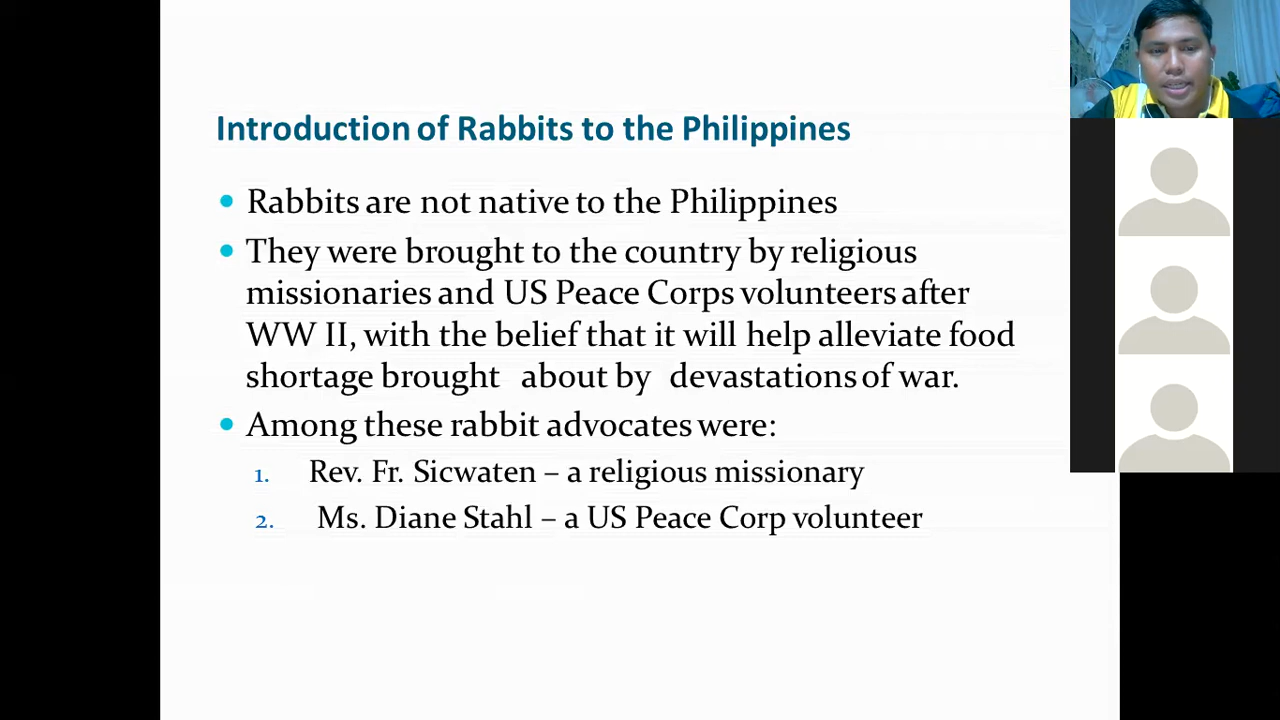 Introduction of Rabbits to the Philippines
Rabbits are not native to the Philippines
They were brought to the country by religious
missionaries and US Peace Corps volunteers after
WW II, with the belief that it will help alleviate food
shortage brought about by devastations of war.
Among these rabbit advocates were:
1. Rev. Fr. Sicwaten – a religious missionary
2. Ms. Diane Stahl – a US Peace Corp volunteer